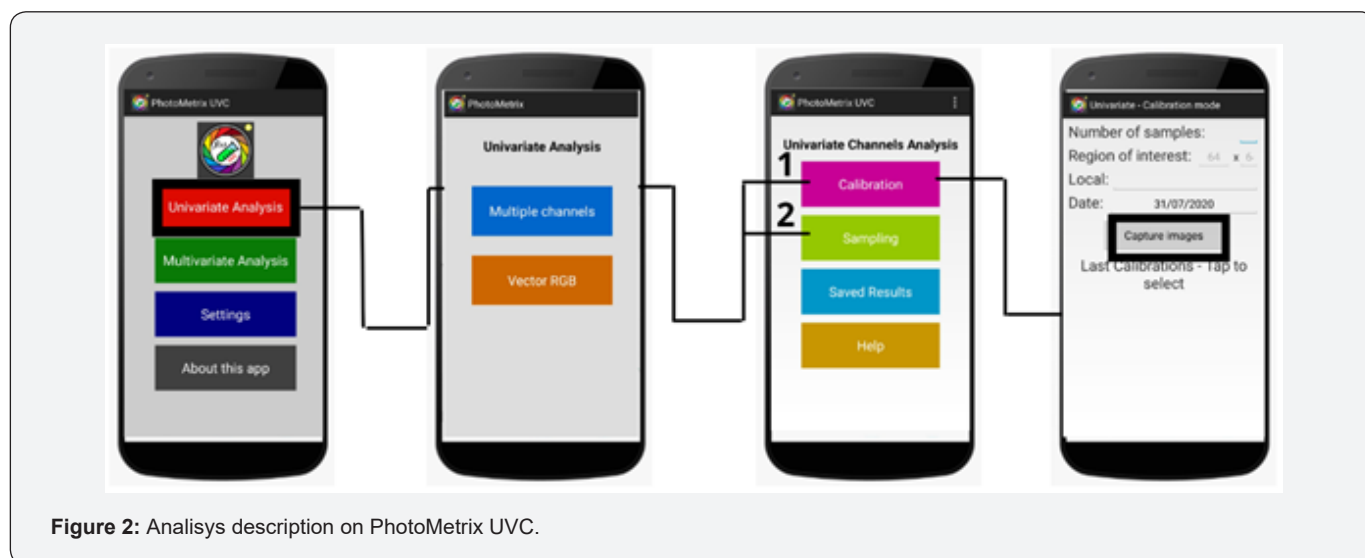 PhotoMetrix UVC
Univariate Analysis
Multivariate Analysis
Settings
About this app
PhotoMetrix
Univariate Analysis
Multiple channels
Vector RGB
PhotoMetrix UVC
Univariate Channels Analysis
1
Calibration
2
Sampling
Saved Results
Help
Univariate - Calibration mode
Number of samples:
Region of interest: 64 x 6
Local:
Date: 31/07/2020
Capture images
Last Calibrations - Tap to
select
Figure 2: Analisys description on PhotoMetrix UVC.